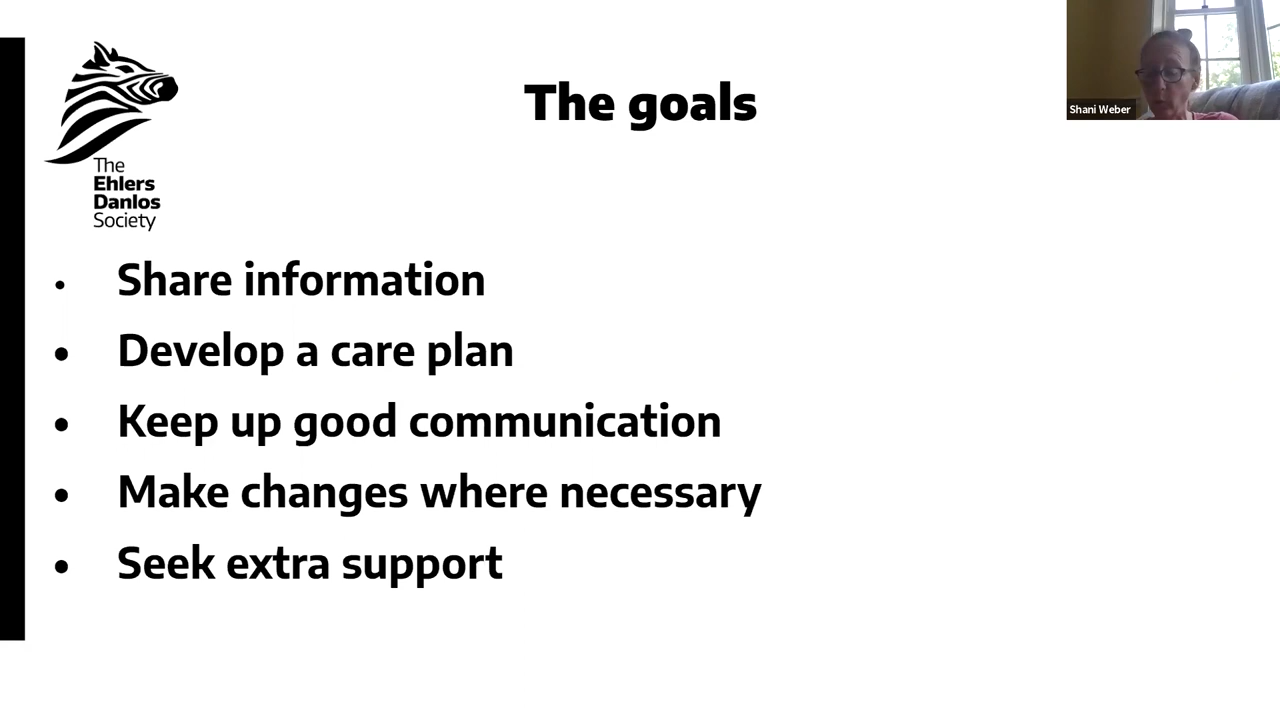 The goals
Shani Weber
The
Ehlers
Danlos
Society
• Share information
• Develop a care plan
• Keep up good communication
• Make changes where necessary
• Seek extra support